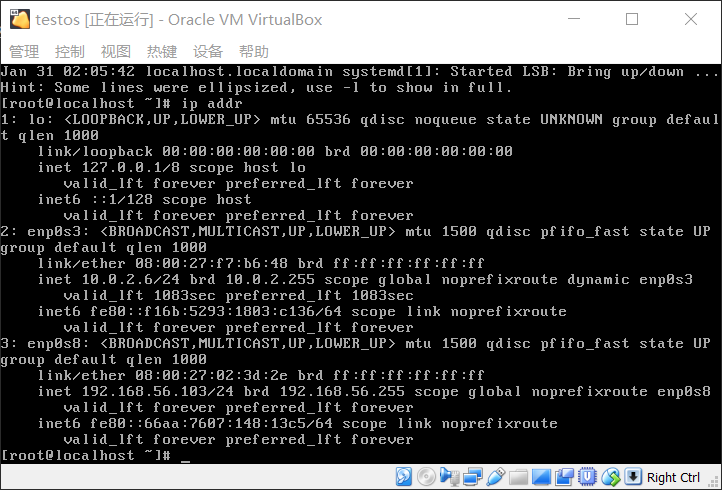 testos [正在运行] - Oracle VM VirtualBox
管理 控制 视图 热键 设备 帮助
Jan 31 02:05:42 localhost.localdomain systemd[1]: Started LSB: Bring up/down ...
Hint: Some lines were ellipsized, use -l to show in full.
[root@localhost ~]# ip addr
1: lo: <LOOPBACK,UP,LOWER_UP> mtu 65536 qdisc noqueue state UNKNOWN group defaul
t qlen 1000
link/loopback 00:00:00:00:00:00 brd 00:00:00:00:00:00
inet 127.0.0.1/8 scope host lo
valid_lft forever preferred_lft forever
inet6 ::1/128 scope host
valid_lft forever preferred_lft forever
2: enp0s3: <BROADCAST,MULTICAST,UP,LOWER_UP> mtu 1500 qdisc pfifo_fast state UP
group default qlen 1000
link/ether 08:00:27:f7:b6:48 brd ff:ff:ff:ff:ff:ff
inet 10.0.2.6/24 brd 10.0.2.255 scope global noprefixroute dynamic enp0s3
valid_lft 1083sec preferred_lft 1083sec
inet6 fe80::f16b:5293:1803:c136/64 scope link noprefixroute
valid_lft forever preferred_lft forever
3: enp0s8: <BROADCAST,MULTICAST,UP,LOWER_UP> mtu 1500 qdisc pfifo_fast state UP
group default qlen 1000
link/ether 08:00:27:02:3d:2e brd ff:ff:ff:ff:ff:ff
inet 192.168.56.103/24 brd 192.168.56.255 scope global noprefixroute enp0s8
valid_lft forever preferred_lft forever
inet6 fe80::66aa:7607:148:13c5/64 scope link noprefixroute
valid_lft forever preferred_lft forever
[root@localhost ~]# _
Right Ctrl